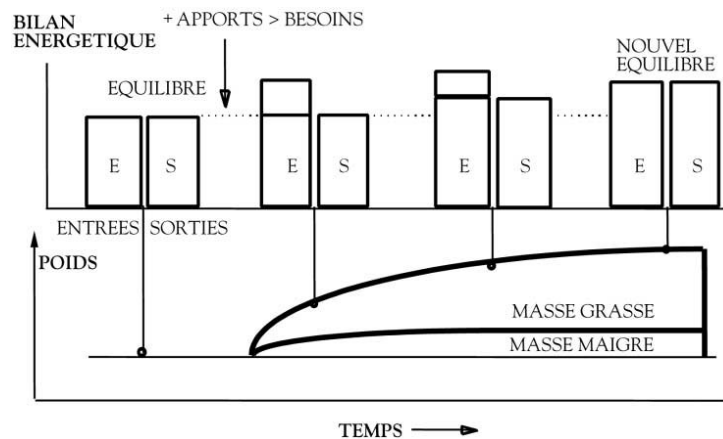 BILAN
ENERGETIQUE
+ APPORTS > BESOINS
EQUILIBRE
NOUVEL
EQUILIBRE
E
S
E
S
E
S
E
S
ENTREES
SORTIES
POIDS
MASSE GRASSE
MASSE MAIGRE
TEMPS